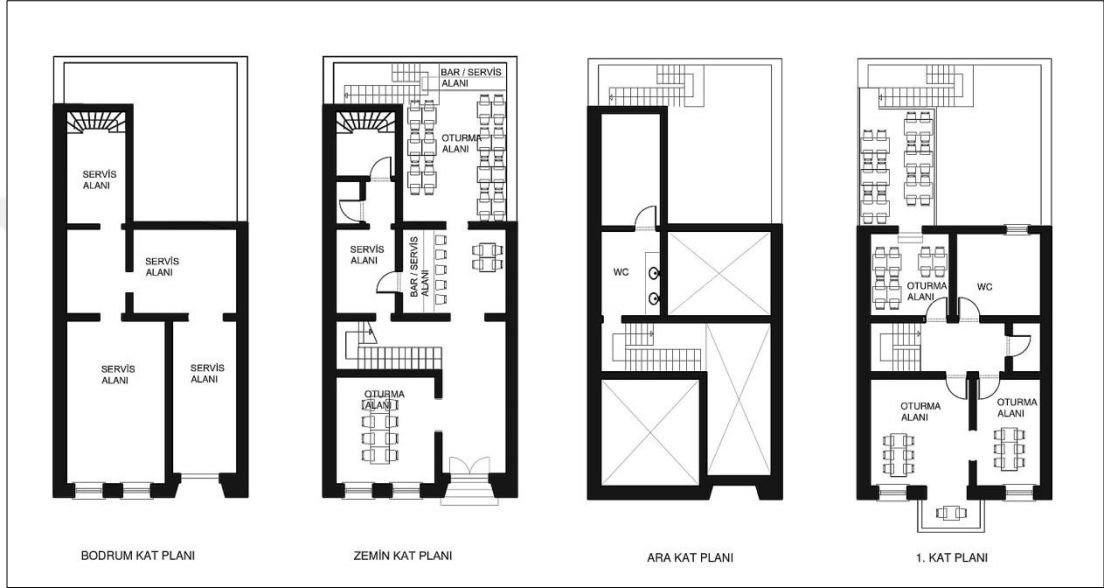 SERVİS
ALANI
SERVİS
ALANI
SERVİS
ALANI
SERVİS
ALANI
BODRUM KAT PLANI
BAR / SERVİS
ALANI
OTURMA
ALANI
SERVİS
ALANI
BAR / SERVİS
ALANI
OTURMA
ALANI
ZEMİN KAT PLANI
WC
ARA KAT PLANI
OTURMA
ALANI
WC
OTURMA
ALANI
OTURMA
ALANI
1. KAT PLANI